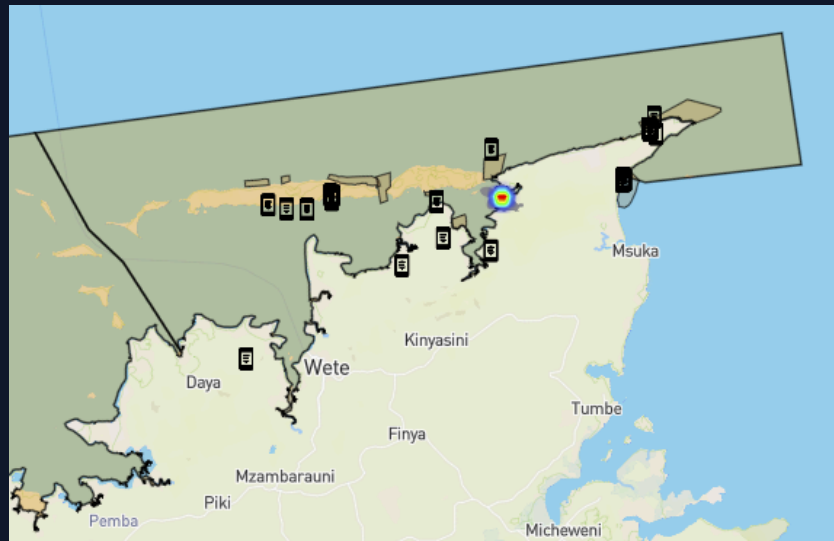 Msuka
Kinyasini
Wete
Daya
Tumbe
Finya
Mzambarauni
Piki
Pemba
Micheweni